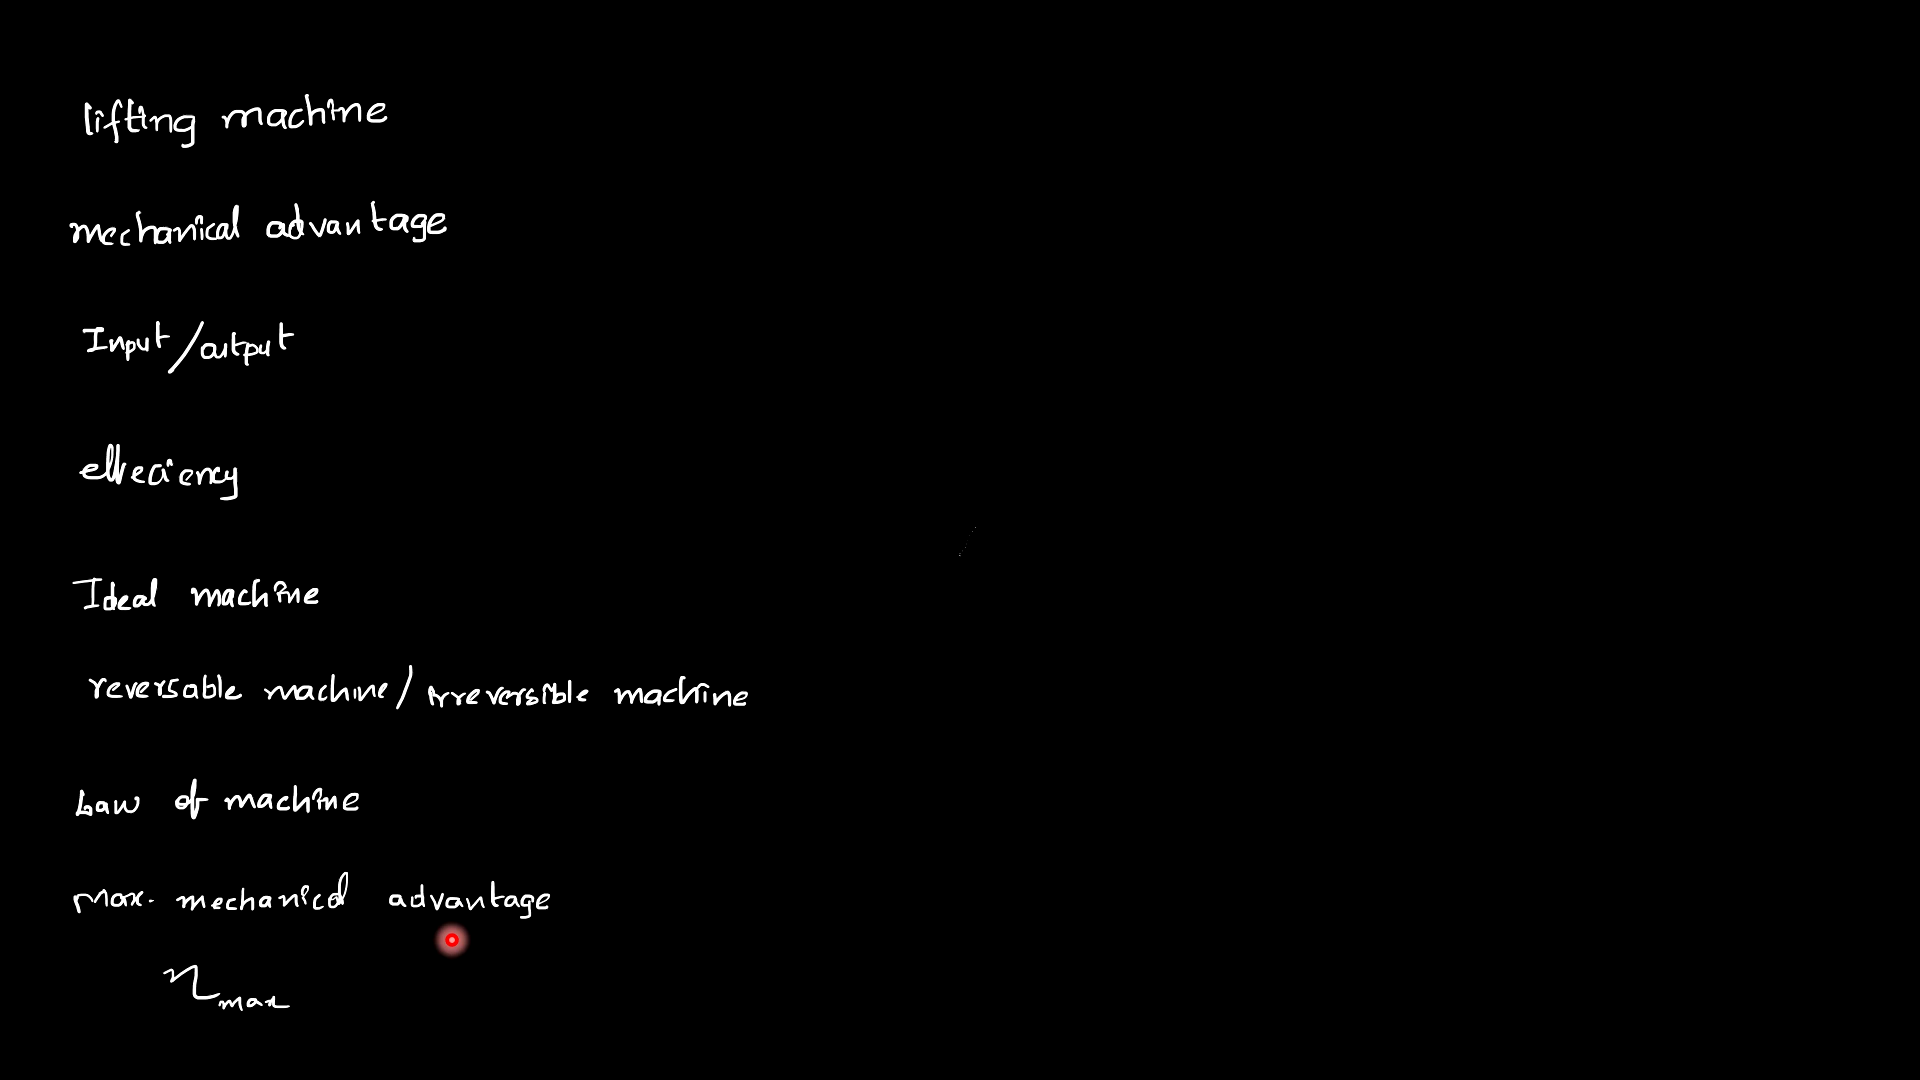 lifting machine
mechanical advantage
Input/output
effeciency
Ideal machine
reversable machine/irreversible machine
Law of machine
Max. mechanical advantage
ηmax